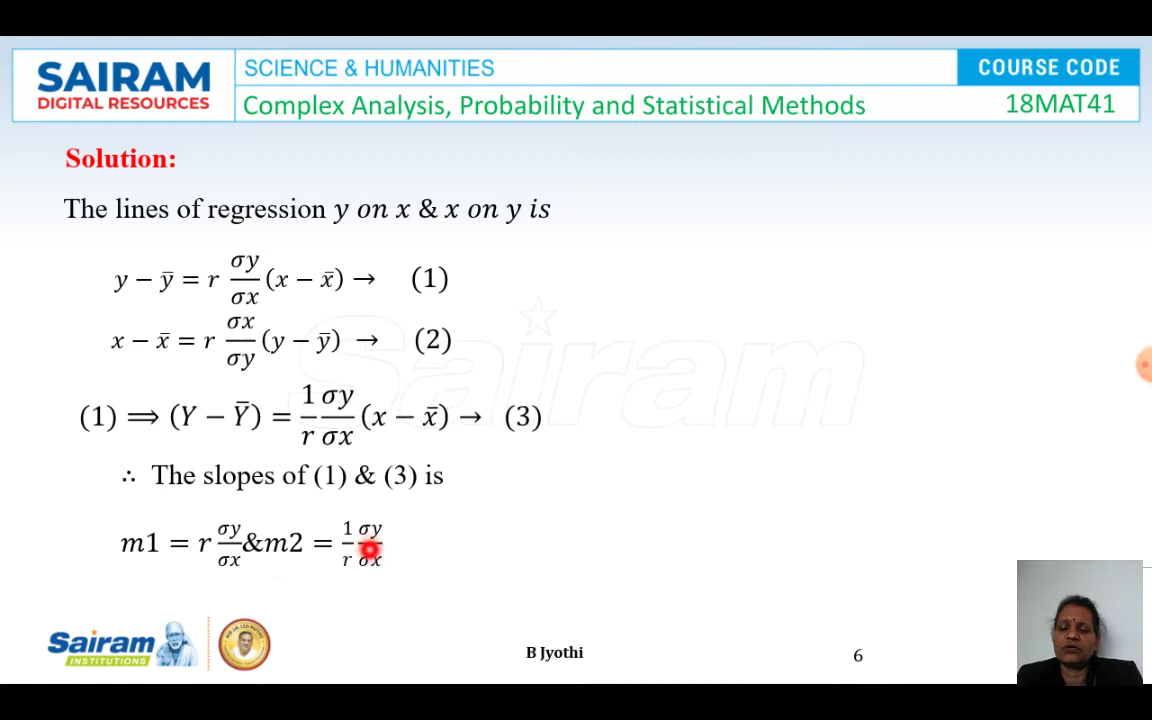 SAIRAM
DIGITAL RESOURCES
SCIENCE & HUMANITIES
COURSE CODE
Complex Analysis, Probability and Statistical Methods
18MAT41
Solution:
The lines of regression y on x & x on y is
y − ȳ = r σy/σx (x − x̄) → (1)
x − x̄ = r σx/σy (y − ȳ) → (2)
(1) ⟹ (Y − Ȳ) = 1/r σy/σx (x − x̄) → (3)
∴ The slopes of (1) & (3) is
m1 = r σy/σx &m2 = 1/r σy/σx
Sairam
Sairam
INSTITUTIONS
B Jyothi
6